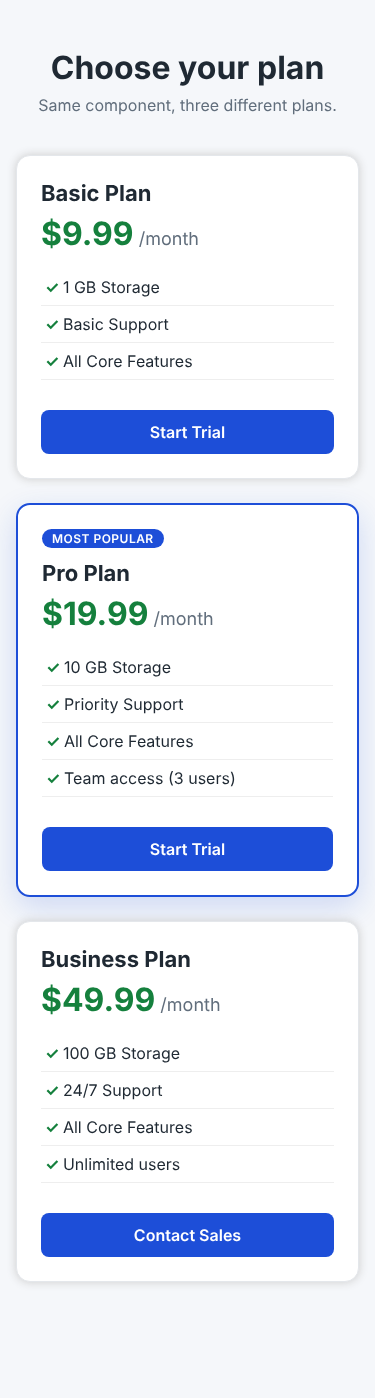 Choose your plan
Same component, three different plans.
Basic Plan
$9.99 /month
✓ 1 GB Storage
✓ Basic Support
✓ All Core Features
Start Trial
MOST POPULAR
Pro Plan
$19.99 /month
✓ 10 GB Storage
✓ Priority Support
✓ All Core Features
✓ Team access (3 users)
Start Trial
Business Plan
$49.99 /month
✓ 100 GB Storage
✓ 24/7 Support
✓ All Core Features
✓ Unlimited users
Contact Sales